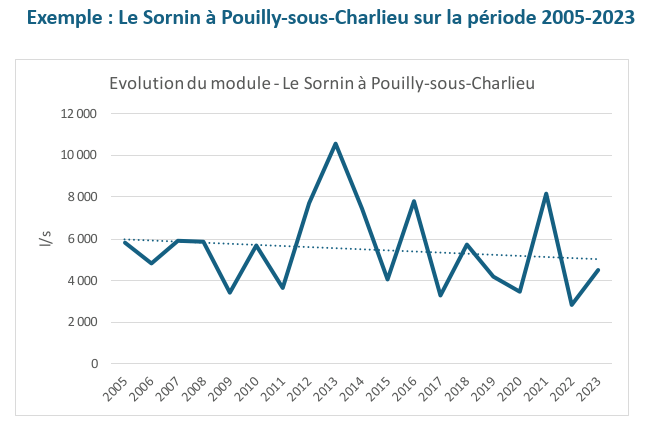 Exemple : Le Sornin à Pouilly-sous-Charlieu sur la période 2005-2023
Evolution du module - Le Sornin à Pouilly-sous-Charlieu
12 000
10 000
8 000
6 000
4 000
2 000
0
l/s
2005 2006 2007 2008 2009 2010 2011 2012 2013 2014 2015 2016 2017 2018 2019 2020 2021 2022 2023